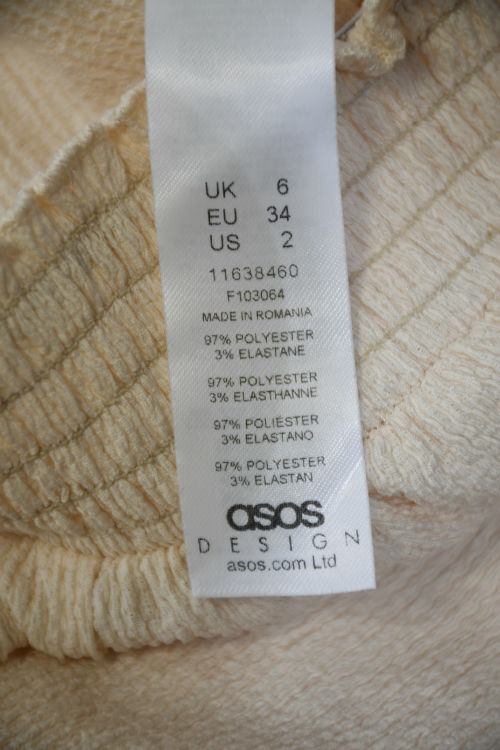 UK 6
EU 34
US 2
11638460
F103064
MADE IN ROMANIA
97% POLYESTER
3% ELASTANE
97% POLYESTER
3% ELASTHANNE
97% POLIÉSTER
3% ELASTANO
97% POLYESTER
3% ELASTAN
asos
DESIGN
asos.com Ltd